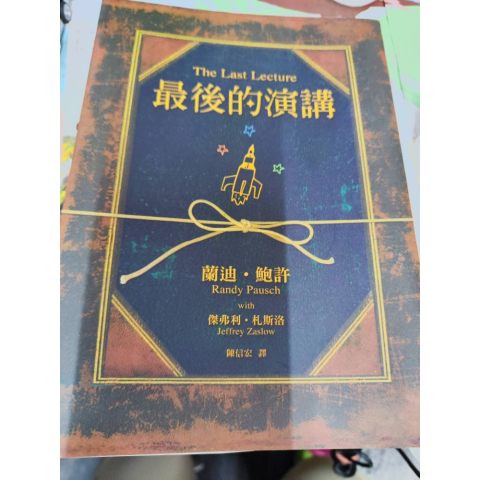 The Last Lecture
最後的演講
蘭迪・鮑許
Randy Pausch
with
傑弗利・札斯洛
Jeffrey Zaslow
陳信宏 譯